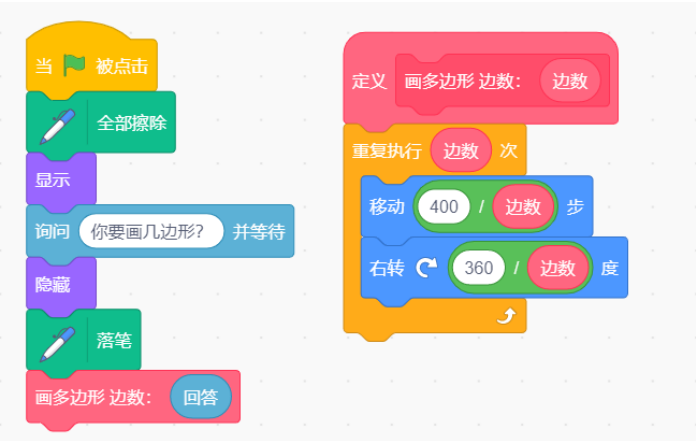 当 被点击
全部擦除
显示
询问 你要画几边形? 并等待
隐藏
落笔
画多边形 边数: 回答
定义 画多边形 边数: 边数
重复执行 边数 次
移动 400 / 边数 步
右转 360 / 边数 度